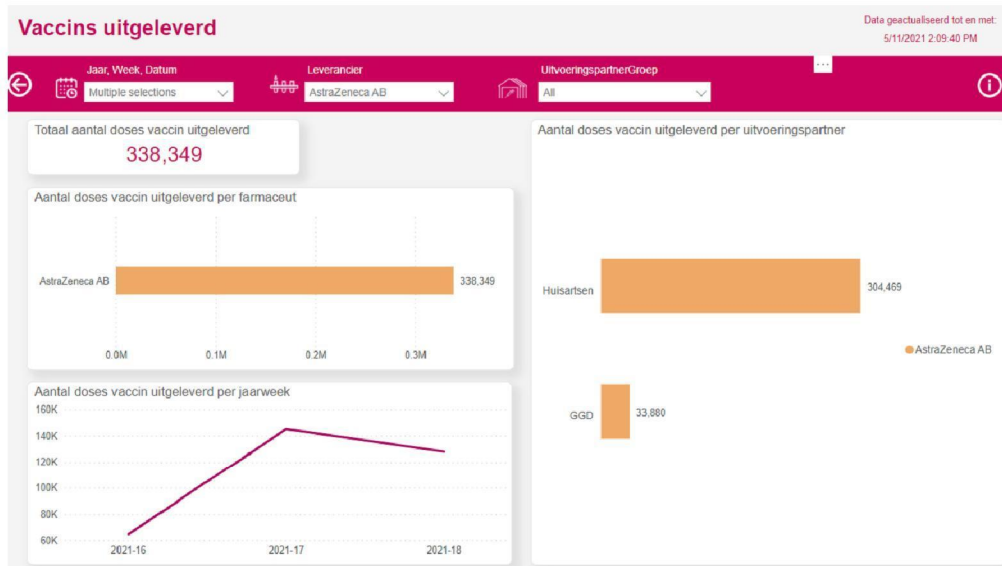 Vaccins uitgeleverd
Data geactualiseerd tot en met:
5/11/2021 2:09:40 PM
Jaar, Week, Datum
Multiple selections
Leverancier
AstraZeneca AB
UitvoeringspartnerGroep
All
...
Totaal aantal doses vaccin uitgeleverd
338,349
Aantal doses vaccin uitgeleverd per farmaceut
AstraZeneca AB
338,349
0.0M 0.1M 0.2M 0.3M
Aantal doses vaccin uitgeleverd per jaarweek
160K
140K
120K
100K
80K
60K
2021-16 2021-17 2021-18
Aantal doses vaccin uitgeleverd per uitvoeringspartner
Huisartsen
304,469
AstraZeneca AB
GGD
33,880